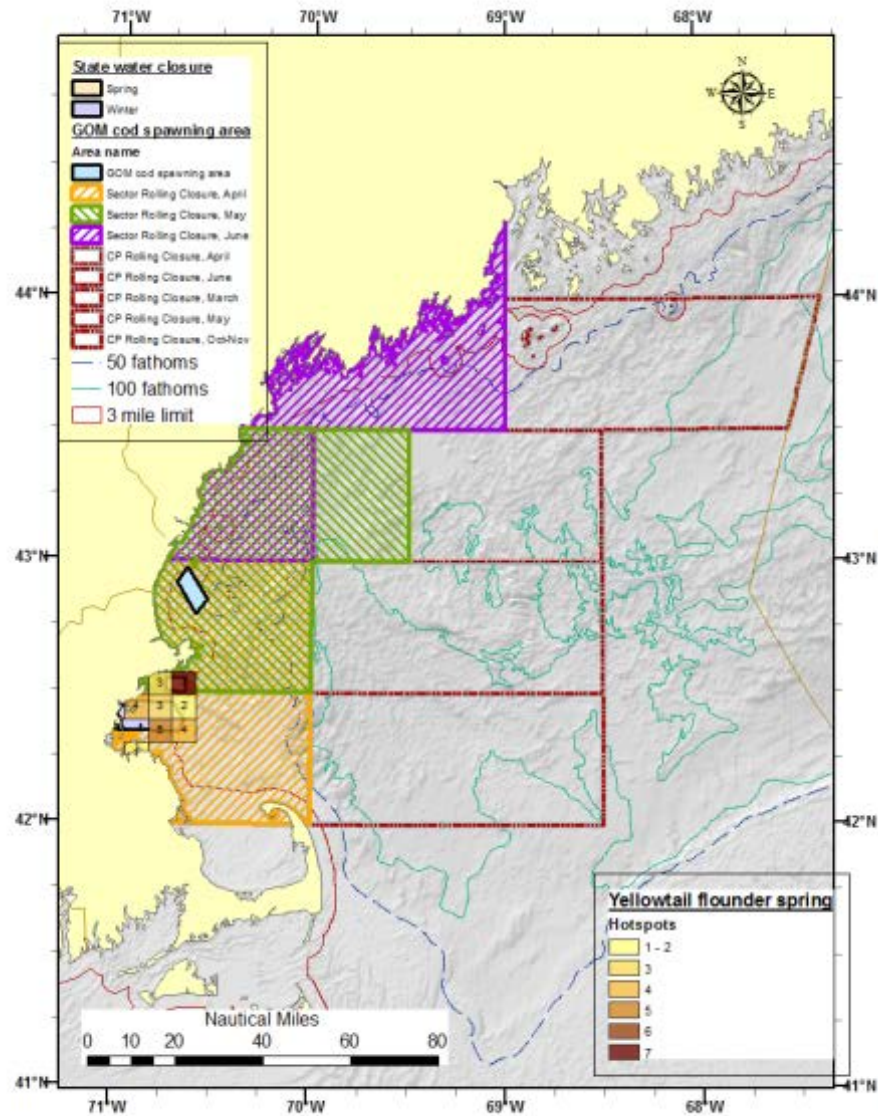 71°W 70°W 69°W 68°W
State water closure
Spring
Winter
GOM cod spawning area
Area name
GOM cod spawning area
Sector Rolling Closure, April
Sector Rolling Closure, May
Sector Rolling Closure, June
CP Rolling Closure, April
CP Rolling Closure, June
CP Rolling Closure, March
CP Rolling Closure, May
CP Rolling Closure, Oct-Nov
50 fathoms
100 fathoms
3 mile limit
N
W E
S
44°N 44°N
43°N 43°N
3
4 3 2
5 4
42°N 42°N
Yellowtail flounder spring
Hotspots
1 - 2
3
4
5
6
7
Nautical Miles
0 5 10 20 40 60 80
41°N 41°N
71°W 70°W 69°W 68°W